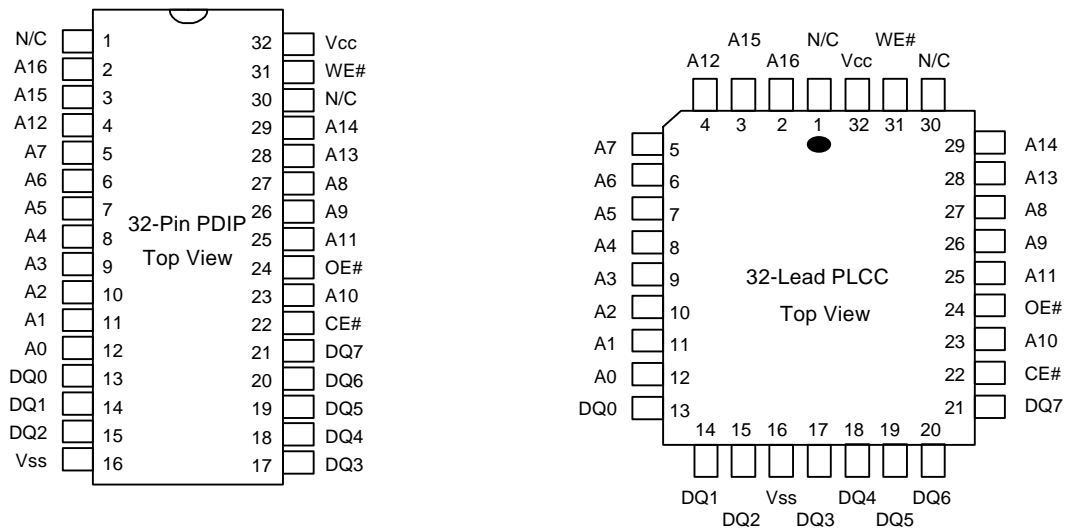 N/C 1 32 Vcc
A16 2 31 WE#
A15 3 30 N/C
A12 4 29 A14
A7 5 28 A13
A6 6 27 A8
A5 7 26 A9
A4 8 25 A11
A3 9 24 OE#
A2 10 23 A10
A1 11 22 CE#
A0 12 21 DQ7
DQ0 13 20 DQ6
DQ1 14 19 DQ5
DQ2 15 18 DQ4
Vss 16 17 DQ3
32-Pin PDIP
Top View
A15 N/C WE#
A12 A16 Vcc N/C
4 3 2 1 32 31 30
A7 5 29 A14
A6 6 28 A13
A5 7 27 A8
A4 8 26 A9
A3 9 25 A11
A2 10 24 OE#
A1 11 23 A10
A0 12 22 CE#
DQ0 13 21 DQ7
32-Lead PLCC
Top View
14 15 16 17 18 19 20
DQ1 Vss DQ4 DQ6
DQ2 DQ3 DQ5